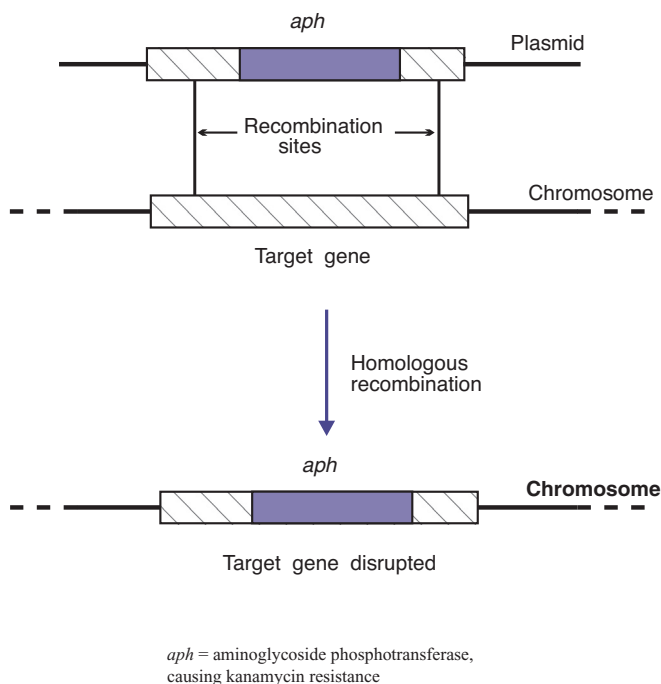 aph
Plasmid
Recombination
sites
Chromosome
Target gene
Homologous
recombination
aph
Chromosome
Target gene disrupted
aph = aminoglycoside phosphotransferase,
causing kanamycin resistance